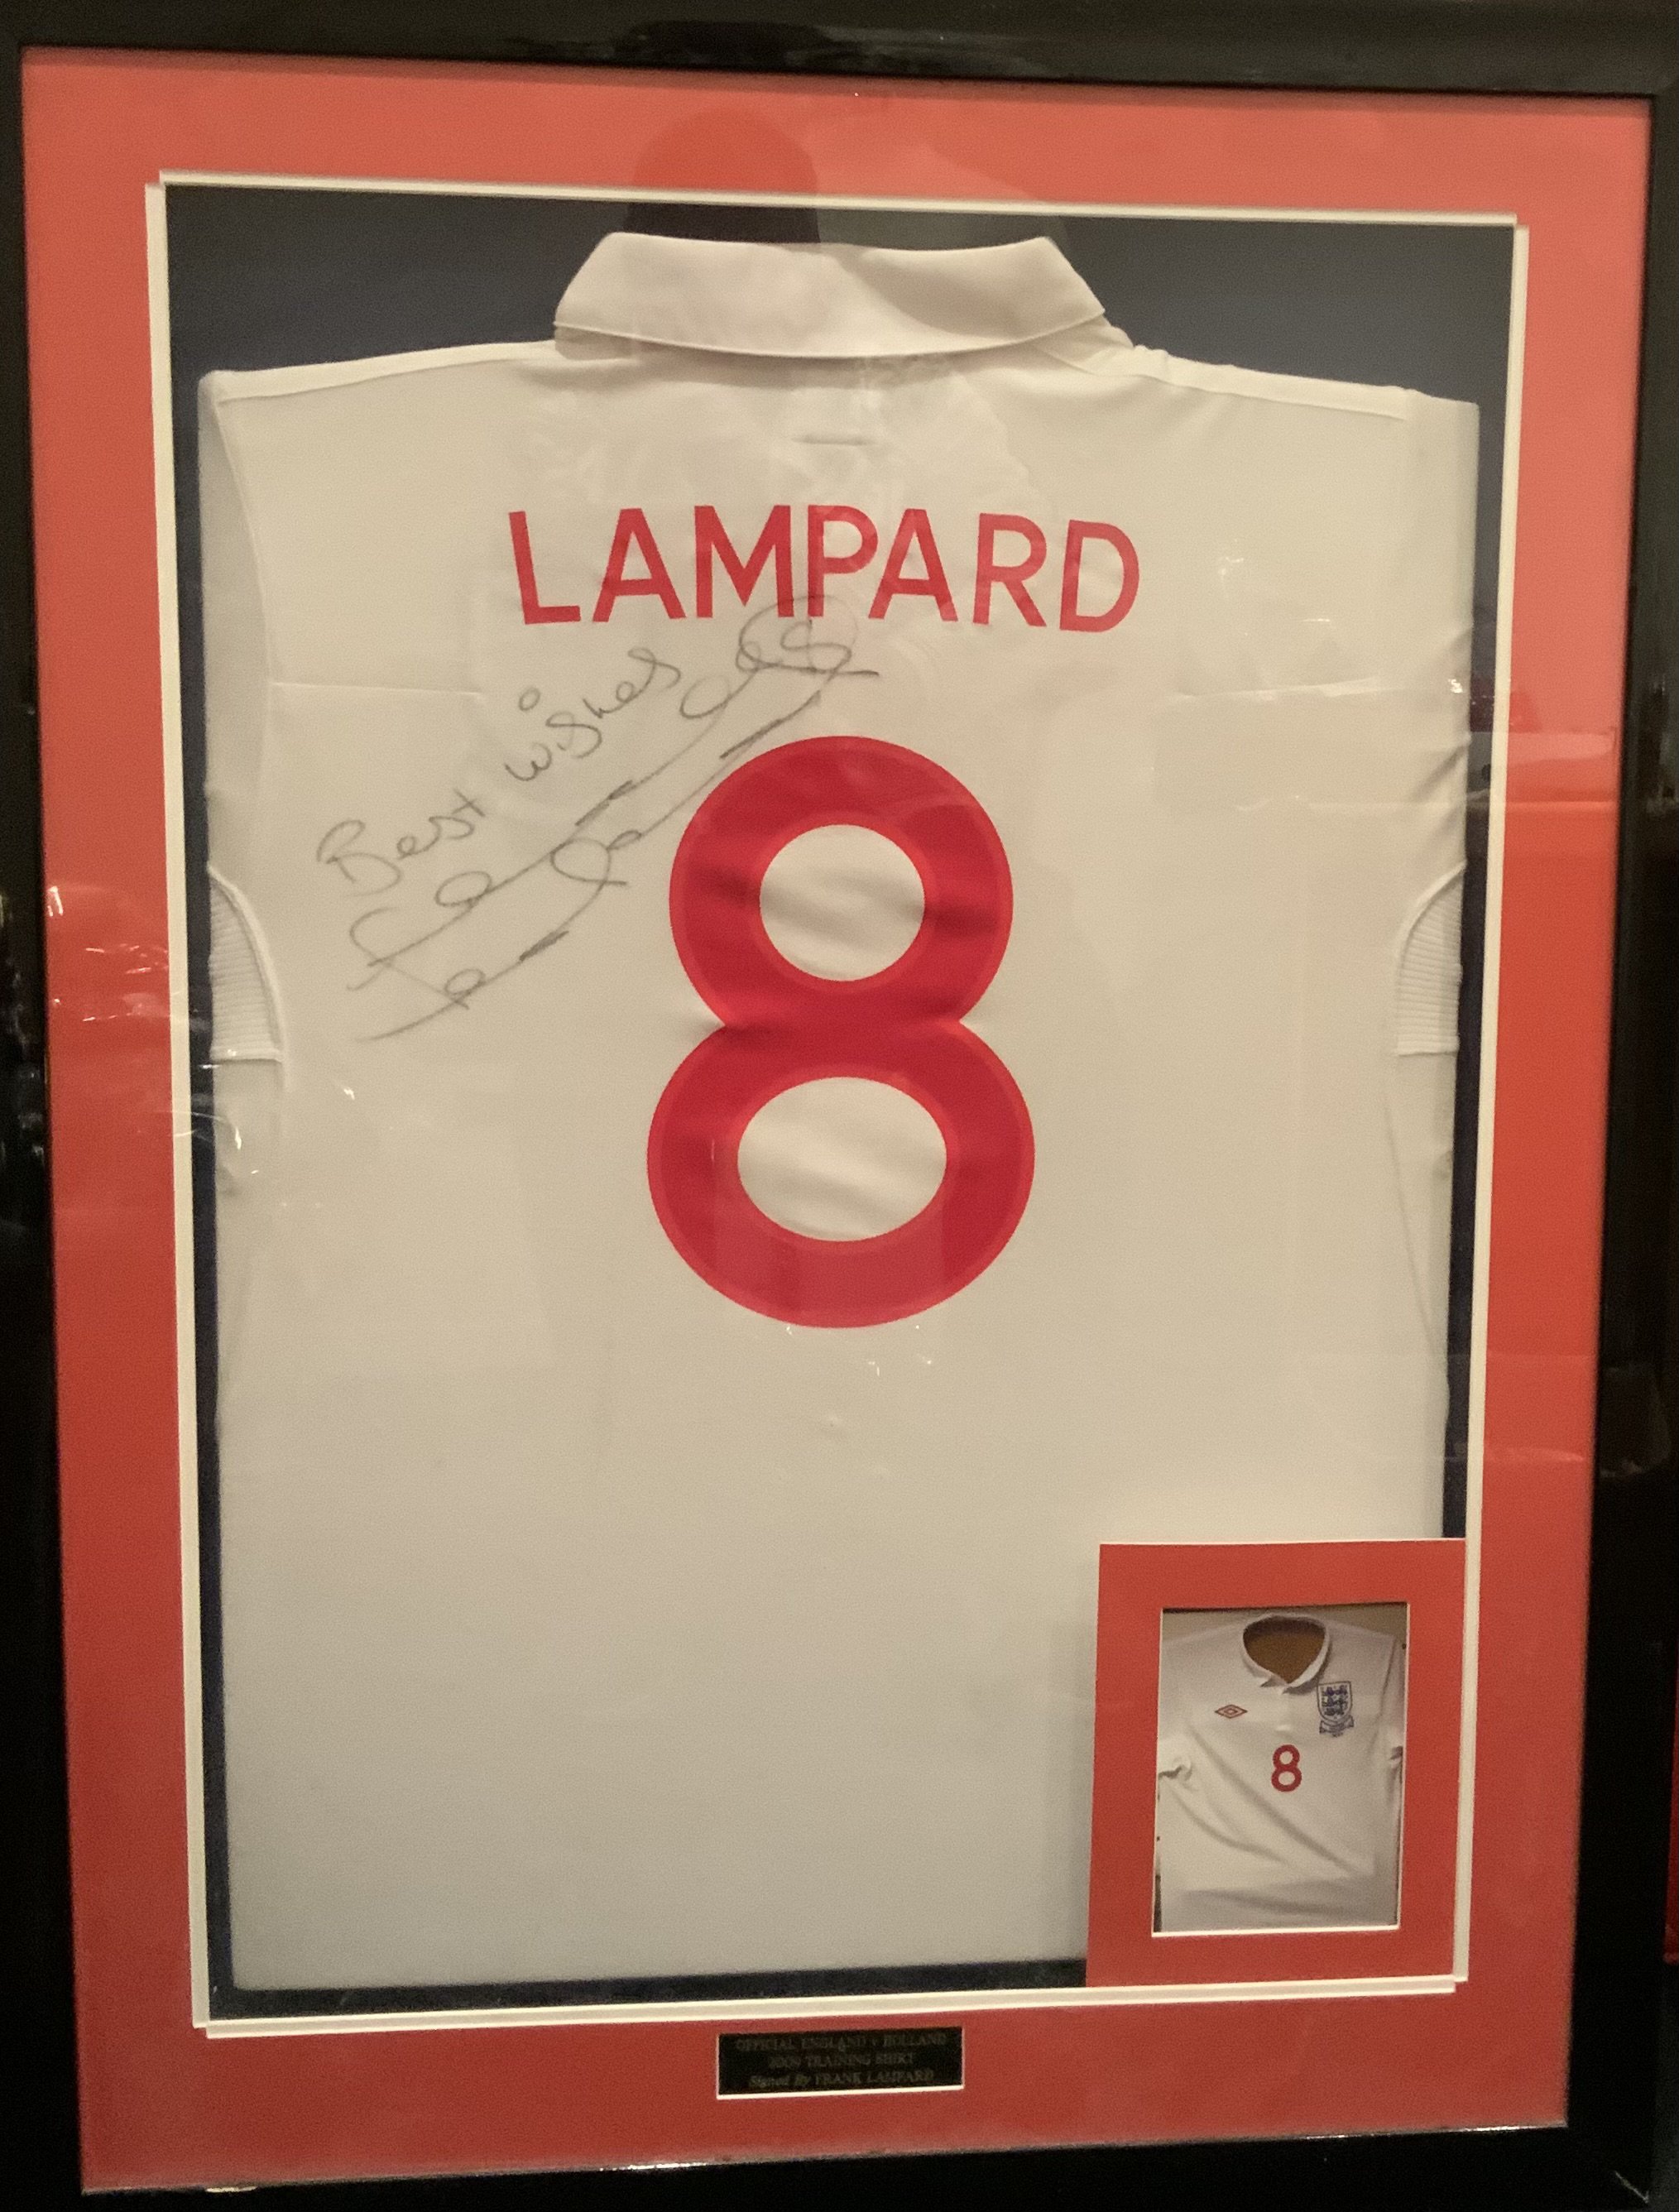 LAMPARD
Best wishes
8
8
OFFICIAL ENGLAND v HOLLAND
2009 TRAINING SHIRT
Signed By FRANK LAMPARD